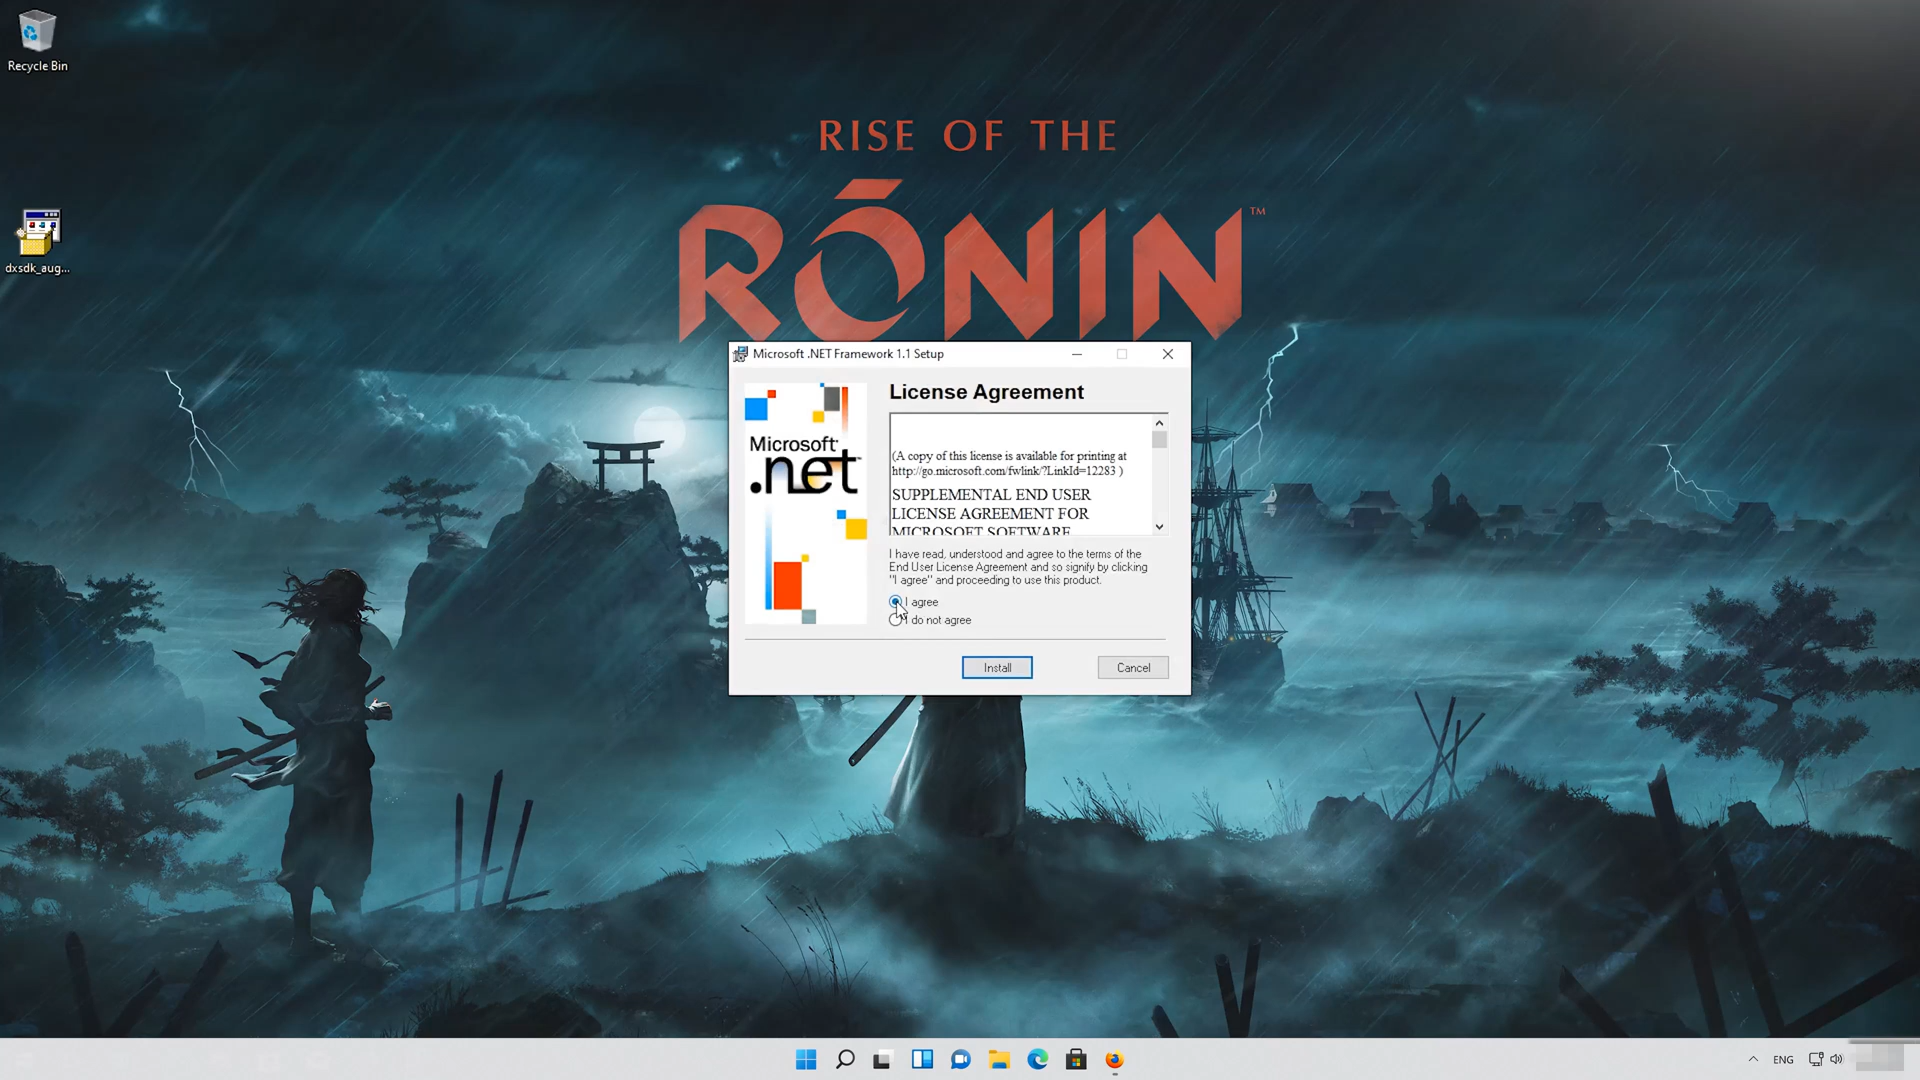 Recycle Bin
dxsdk_aug...
RISE OF THE
RŌNIN™
Microsoft .NET Framework 1.1 Setup
Microsoft
.net
License Agreement
(A copy of this license is available for printing at
http://go.microsoft.com/fwlink/?LinkId=12283 )
SUPPLEMENTAL END USER
LICENSE AGREEMENT FOR
MICROSOFT SOFTWARE
I have read, understood and agree to the terms of the
End User License Agreement and so signify by clicking
"I agree" and proceeding to use this product.
I agree
I do not agree
Install
Cancel
ENG